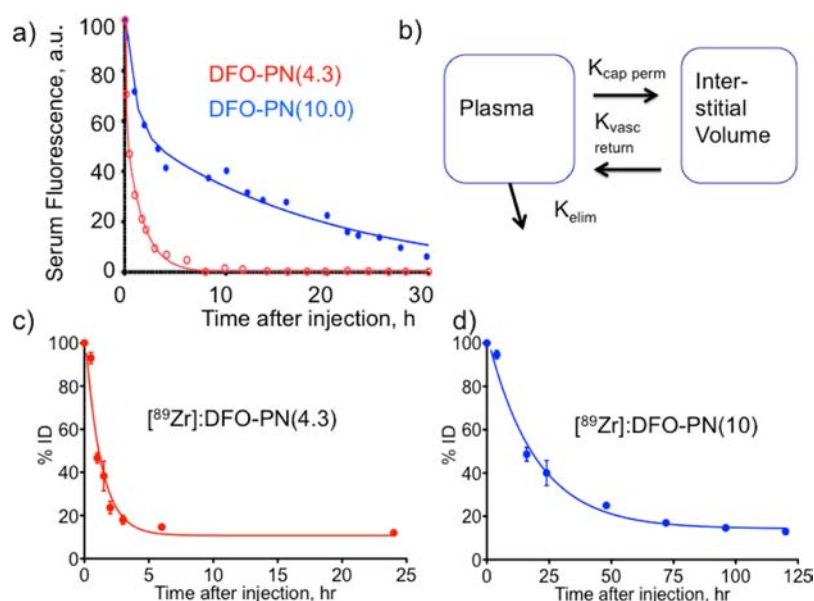 a)
Serum Fluorescence, a.u.
100
80
60
40
20
0
DFO-PN(4.3)
DFO-PN(10.0)
0 10 20 30
Time after injection, h
b)
Plasma
K cap perm
K vasc return
K elim
Inter-
stitial
Volume
c)
% ID
100
80
60
40
20
0
[⁸⁹Zr]:DFO-PN(4.3)
0 5 10 15 20 25
Time after injection, hr
d)
% ID
100
80
60
40
20
0
[⁸⁹Zr]:DFO-PN(10)
0 25 50 75 100 125
Time after injection, hr